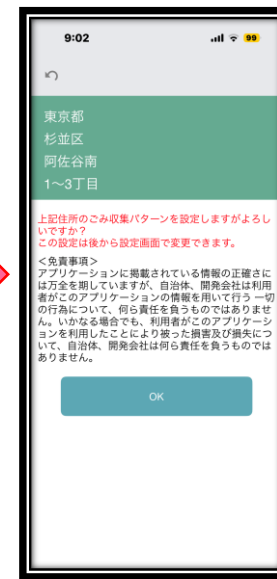 9:02
99
東京都
杉並区
阿佐谷南
1〜3丁目
上記住所のごみ収集パターンを設定しますがよろし
いですか？
この設定は後から設定画面で変更できます。
＜免責事項＞
アプリケーションに掲載されている情報の正確さに
は万全を期していますが、自治体、開発会社は利用
者がこのアプリケーションの情報を用いて行う 一切
の行為について、何ら責任を負うものではありませ
ん。いかなる場合でも、利用者がこのアプリケーシ
ョンを利用したことにより被った損害及び損失につ
いて、自治体、開発会社は何ら責任を負うものでは
ありません。
OK